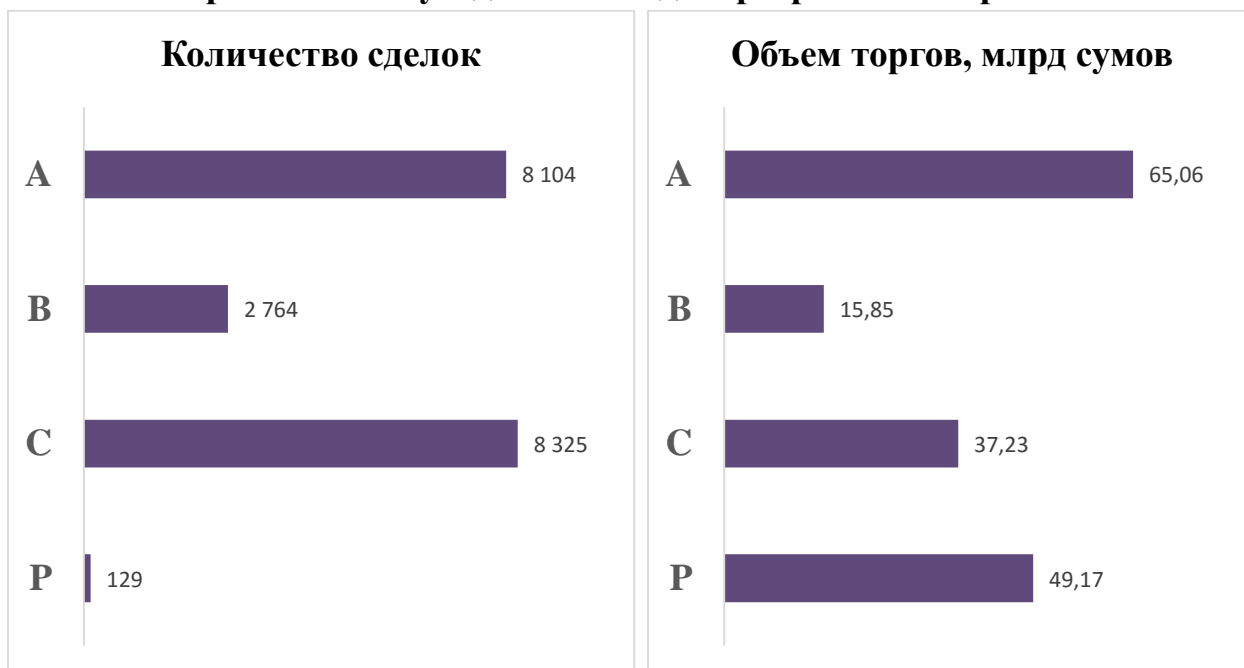 Количество сделок
A
8 104
B
2 764
C
8 325
P
129
Объем торгов, млрд сумов
A
65,06
B
15,85
C
37,23
P
49,17